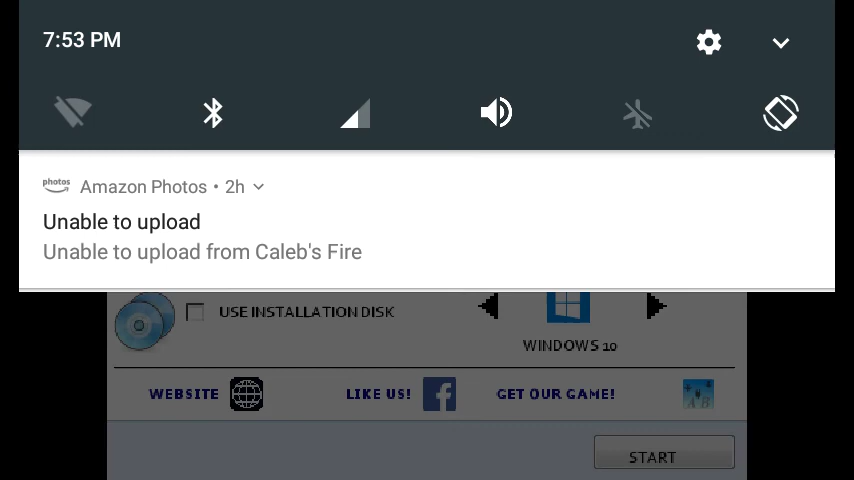 7:53 PM
photos Amazon Photos • 2h
Unable to upload
Unable to upload from Caleb's Fire
USE INSTALLATION DISK
WINDOWS 10
WEBSITE LIKE US! GET OUR GAME!
A B
START